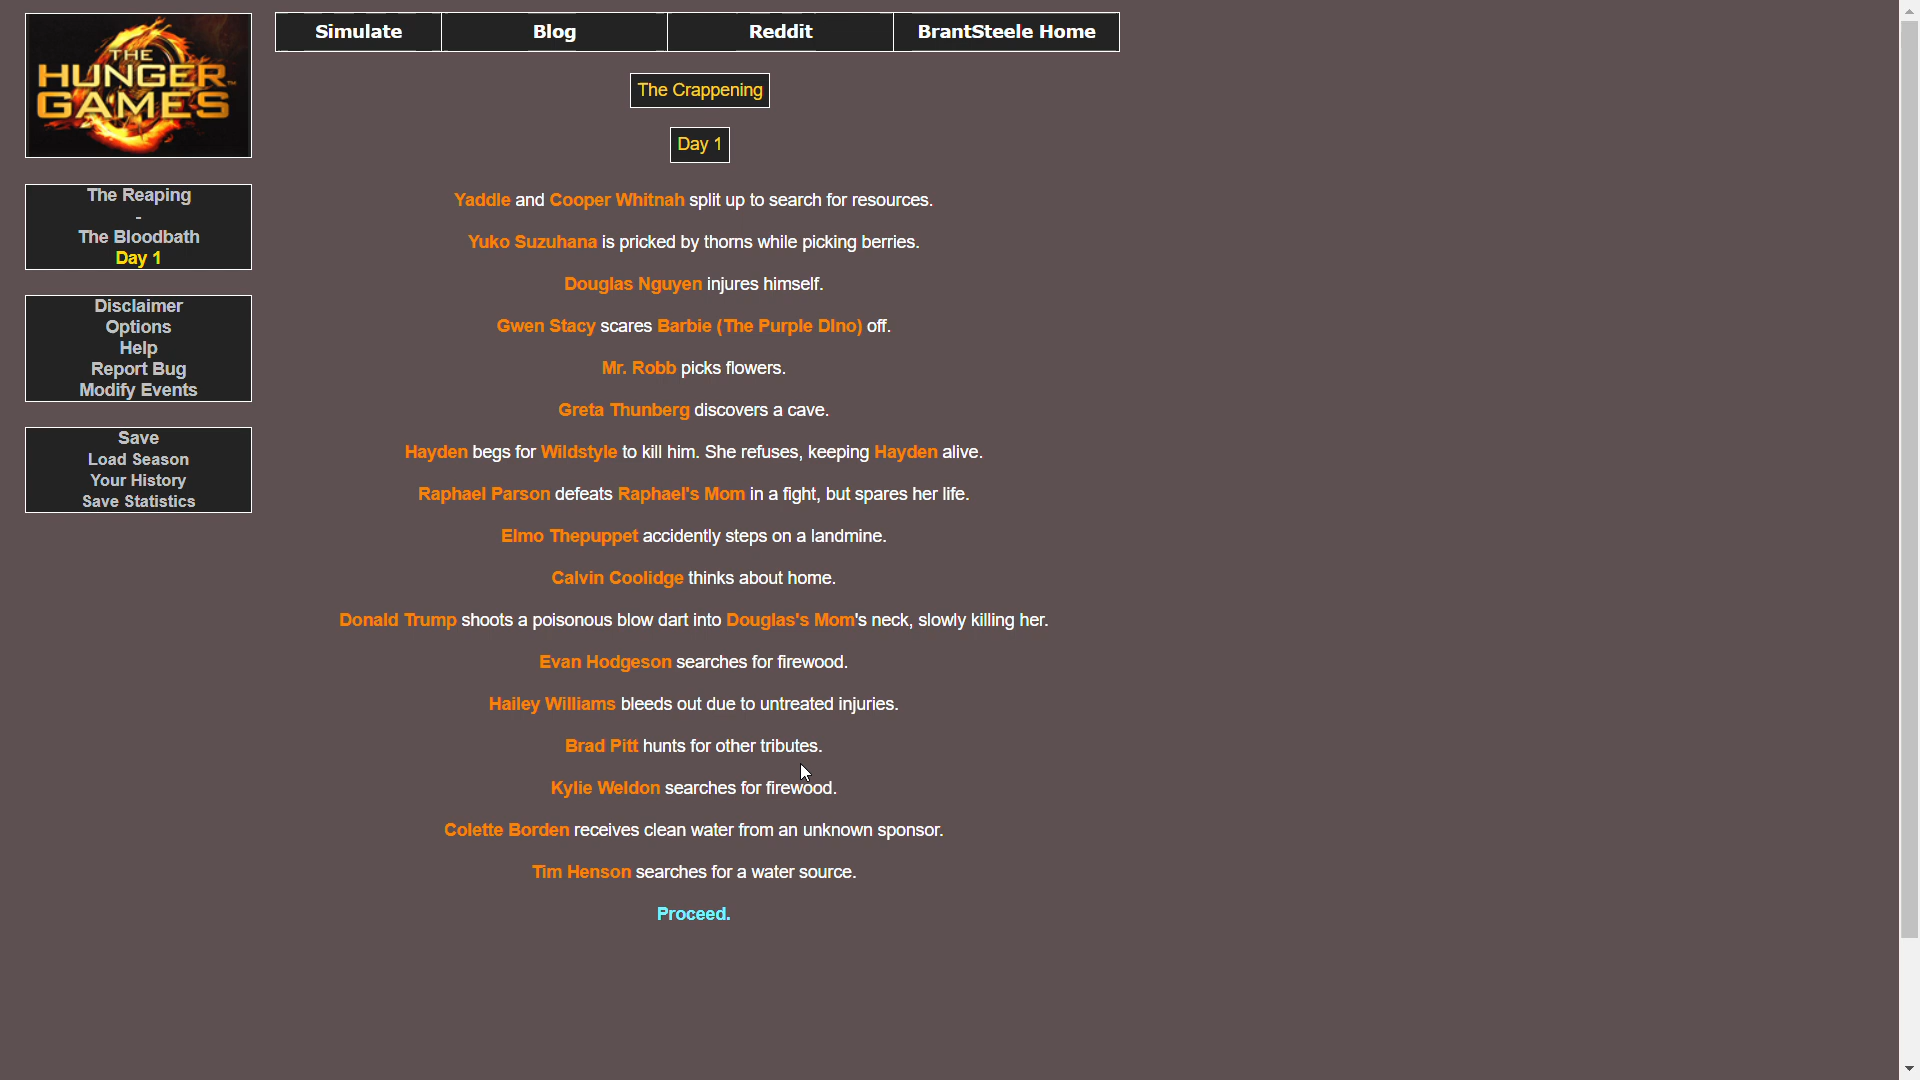 THE
HUNGER
GAMES™
Simulate
Blog
Reddit
BrantSteele Home
The Reaping
-
The Bloodbath
Day 1
Disclaimer
Options
Help
Report Bug
Modify Events
Save
Load Season
Your History
Save Statistics
The Crappening
Day 1
Yaddle and Cooper Whitnah split up to search for resources.
Yuko Suzuhana is pricked by thorns while picking berries.
Douglas Nguyen injures himself.
Gwen Stacy scares Barbie (The Purple DIno) off.
Mr. Robb picks flowers.
Greta Thunberg discovers a cave.
Hayden begs for Wildstyle to kill him. She refuses, keeping Hayden alive.
Raphael Parson defeats Raphael's Mom in a fight, but spares her life.
Elmo Thepuppet accidently steps on a landmine.
Calvin Coolidge thinks about home.
Donald Trump shoots a poisonous blow dart into Douglas's Mom's neck, slowly killing her.
Evan Hodgeson searches for firewood.
Hailey Williams bleeds out due to untreated injuries.
Brad Pitt hunts for other tributes.
Kylie Weldon searches for firewood.
Colette Borden receives clean water from an unknown sponsor.
Tim Henson searches for a water source.
Proceed.